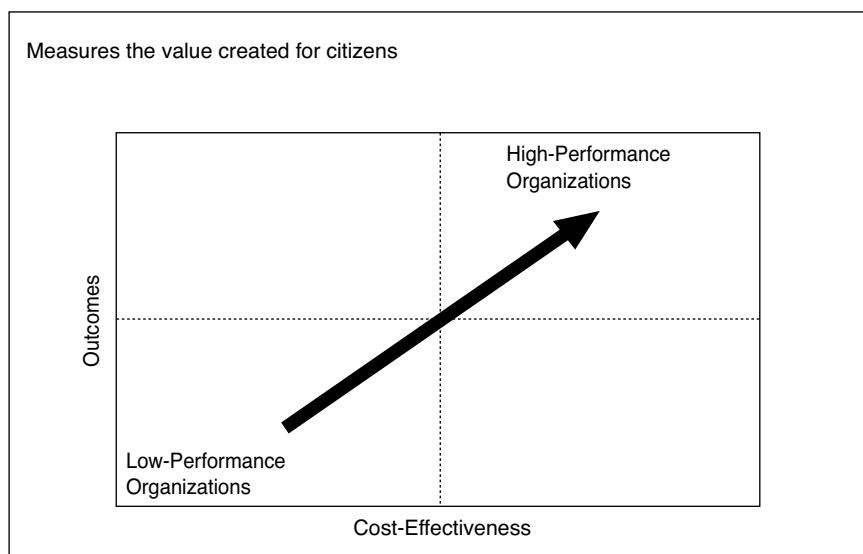 Measures the value created for citizens
High-Performance
Organizations
Outcomes
Low-Performance
Organizations
Cost-Effectiveness